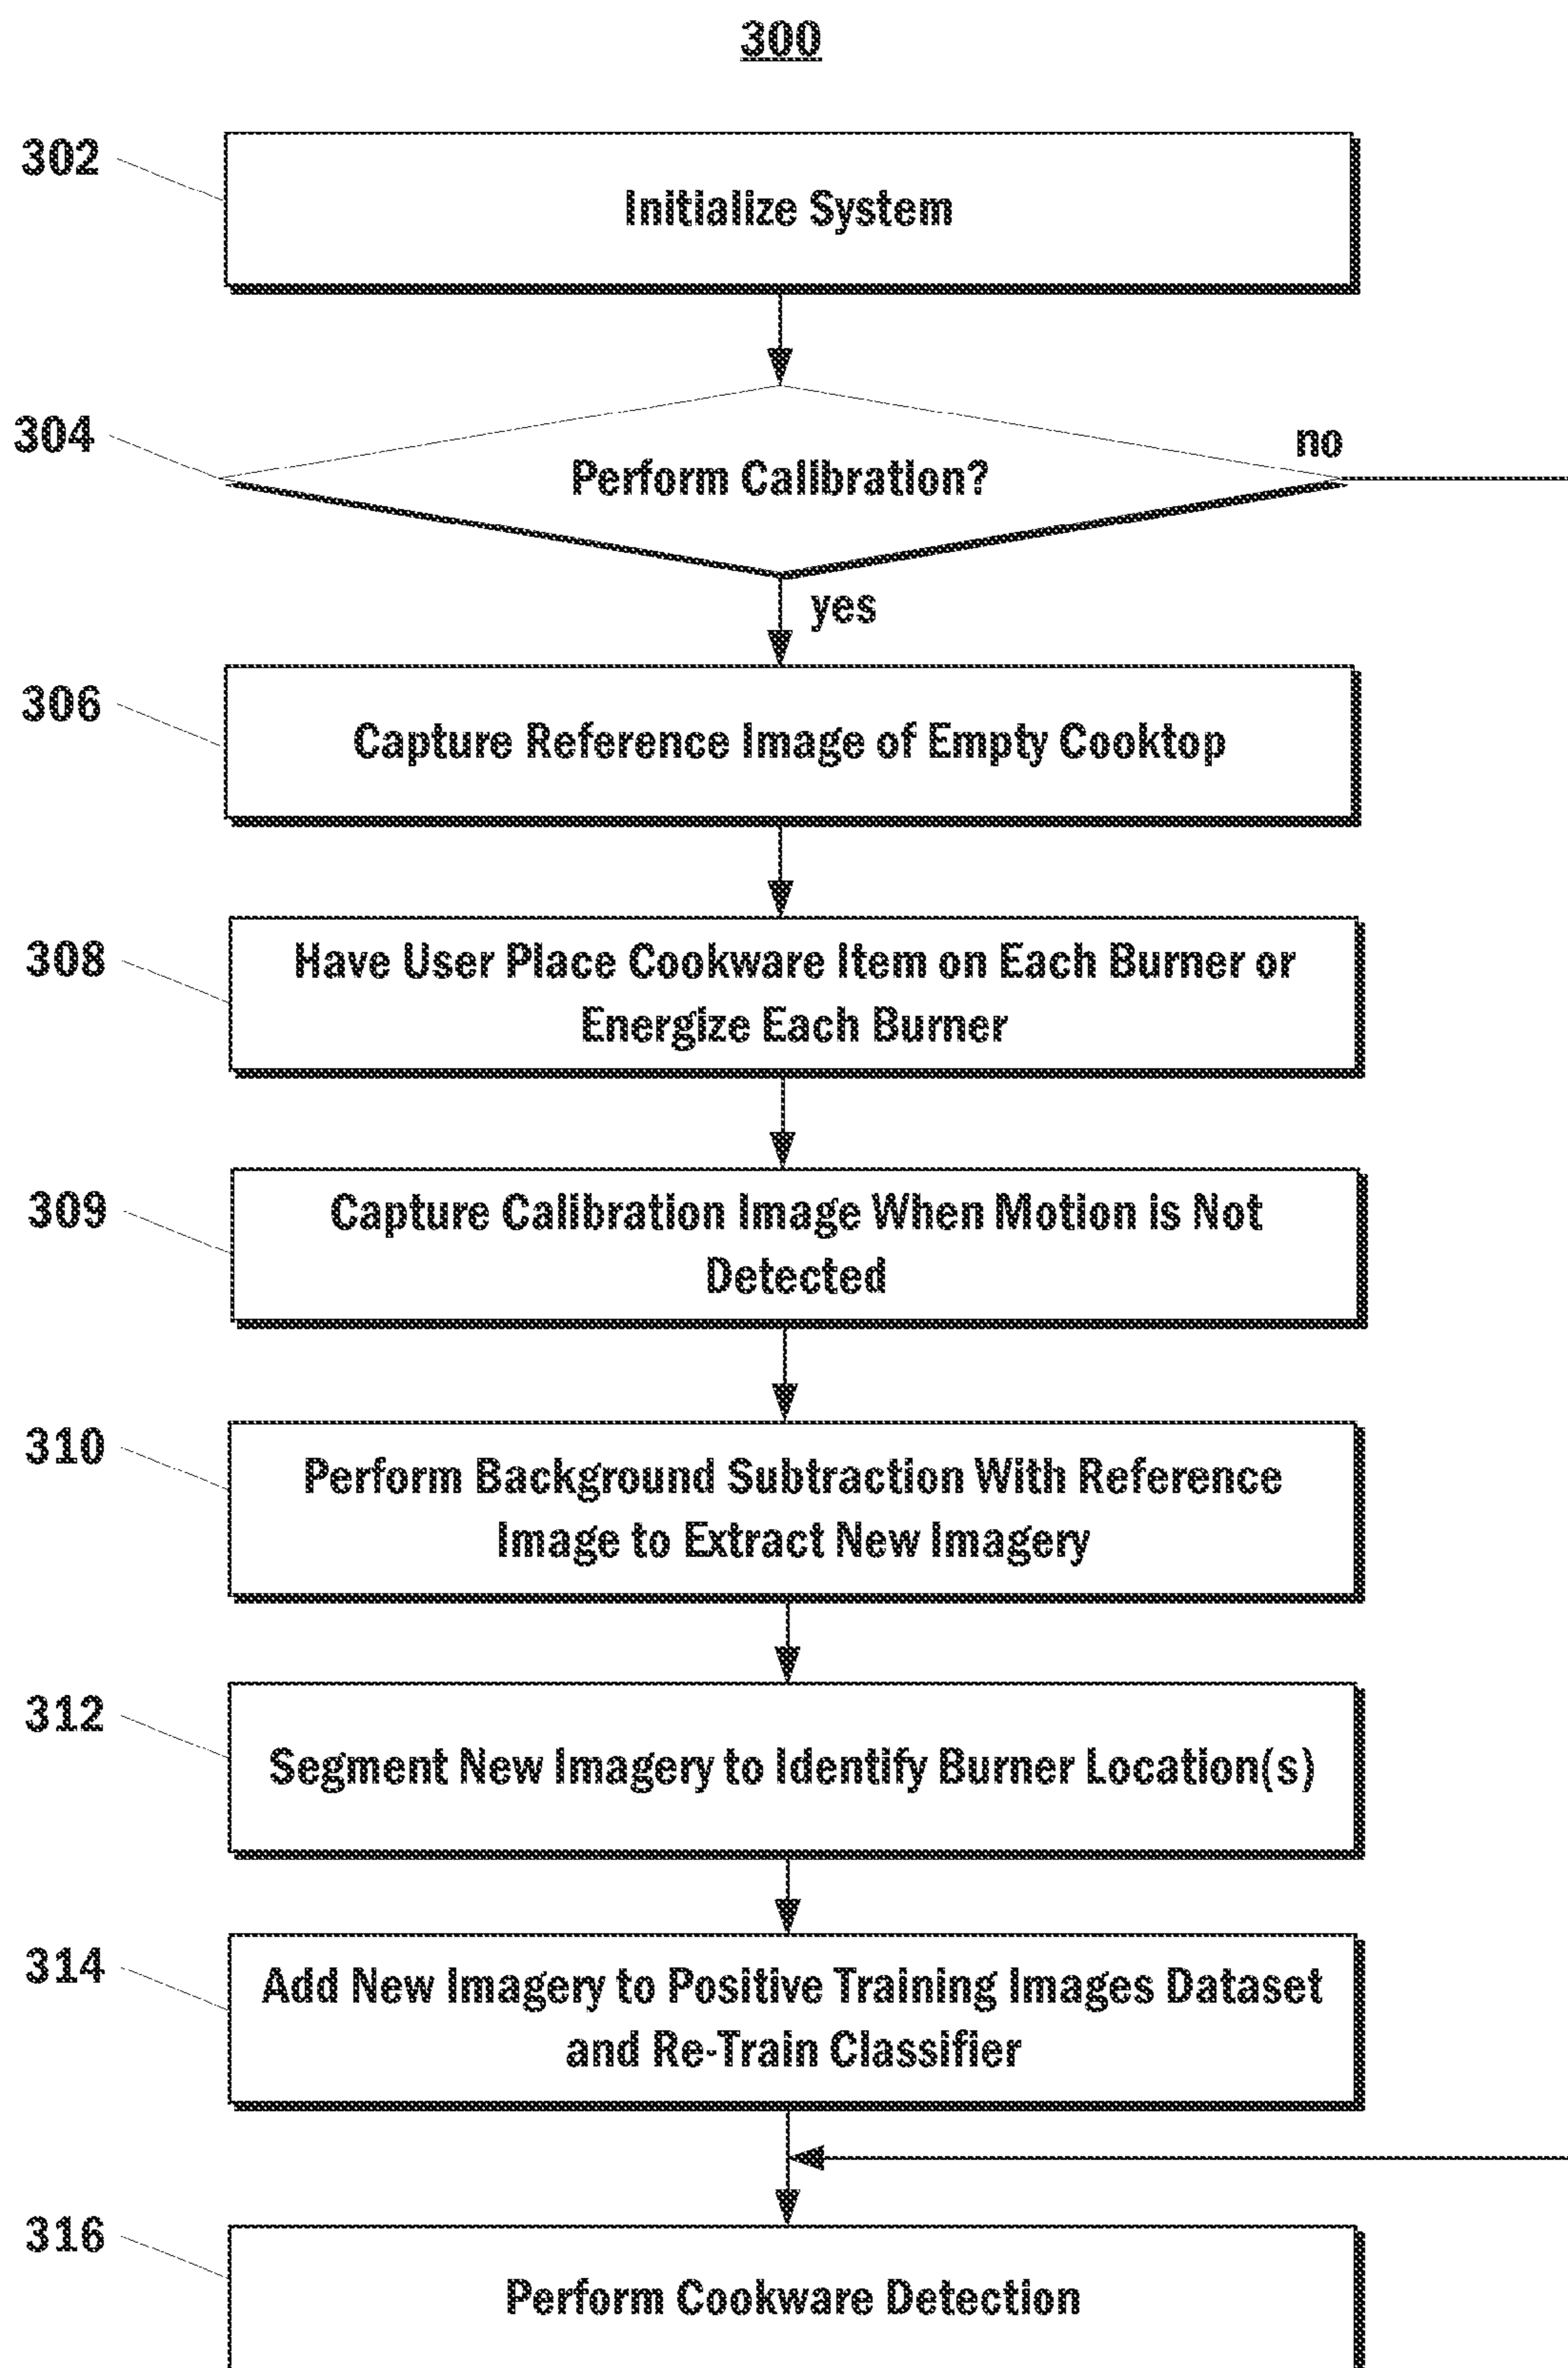 300
302
Initialize System
304
Perform Calibration?
no
yes
306
Capture Reference Image of Empty Cooktop
308
Have User Place Cookware Item on Each Burner or
Energize Each Burner
309
Capture Calibration Image When Motion is Not
Detected
310
Perform Background Subtraction With Reference
Image to Extract New Imagery
312
Segment New Imagery to Identify Burner Location(s)
314
Add New Imagery to Positive Training Images Dataset
and Re-Train Classifier
316
Perform Cookware Detection